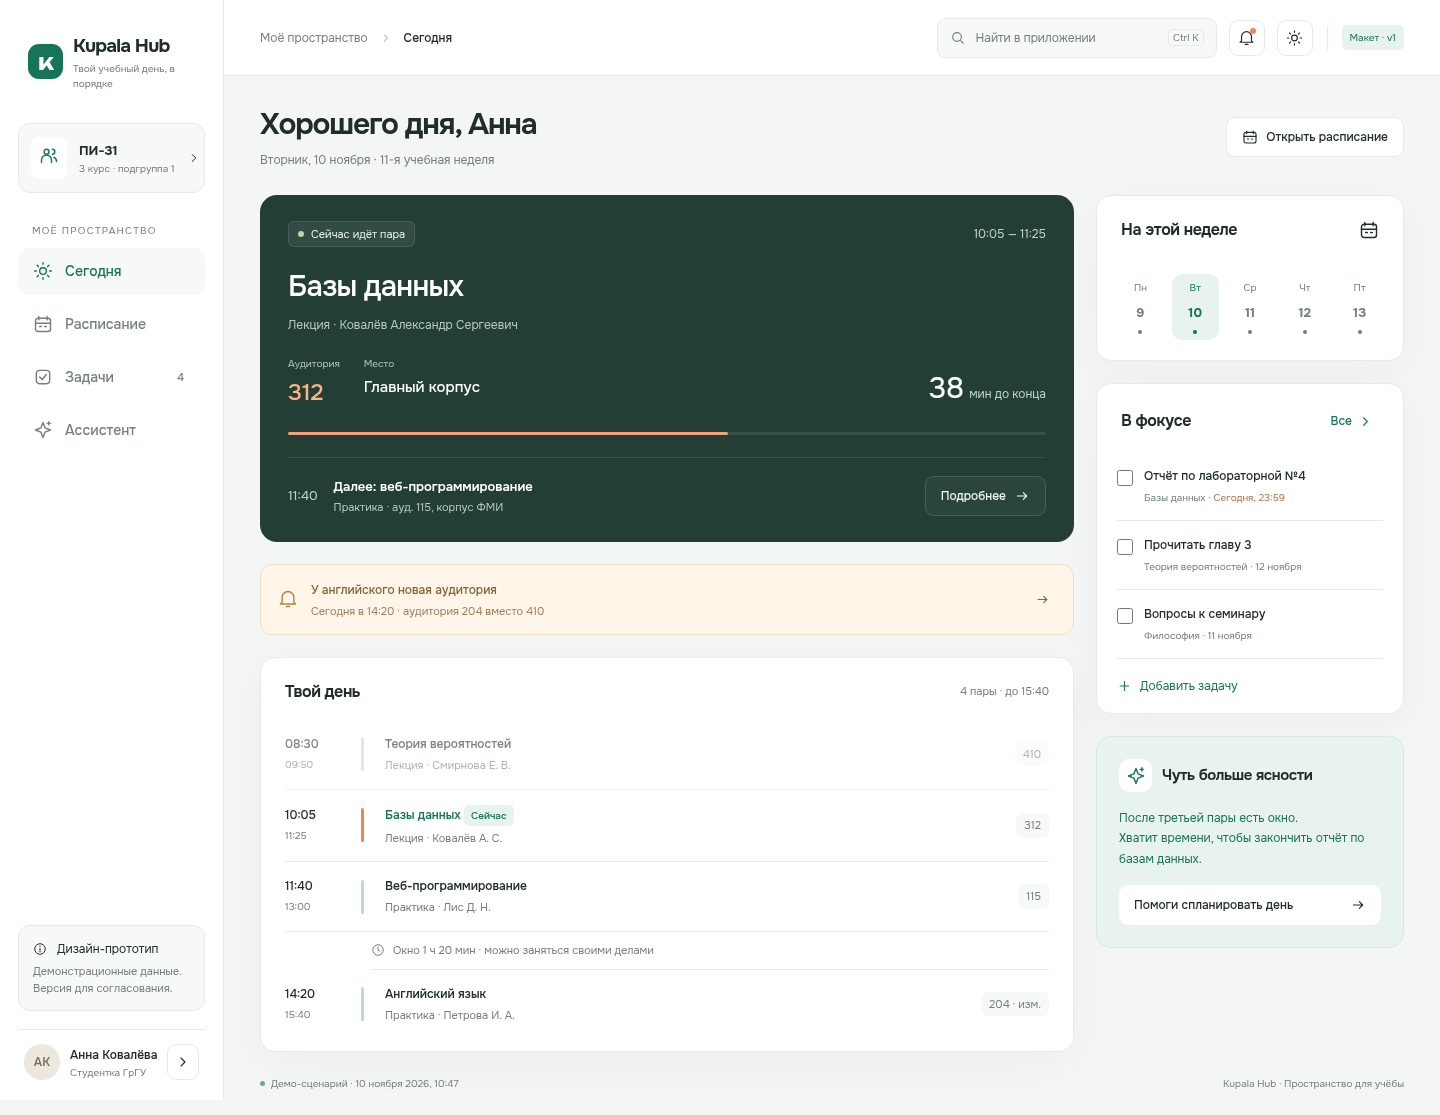 K
Kupala Hub
Твой учебный день, в
порядке
ПИ-31
3 курс · подгруппа 1
МОЁ ПРОСТРАНСТВО
Сегодня
Расписание
Задачи 4
Ассистент
Дизайн-прототип
Демонстрационные данные.
Версия для согласования.
АК
Анна Ковалёва
Студентка ГрГУ
Моё пространство
Сегодня
Найти в приложении
Ctrl K
Макет · v1
Хорошего дня, Анна
Вторник, 10 ноября · 11-я учебная неделя
Открыть расписание
Сейчас идёт пара
10:05 — 11:25
Базы данных
Лекция · Ковалёв Александр Сергеевич
Аудитория
312
Место
Главный корпус
38 мин до конца
11:40
Далее: веб-программирование
Практика · ауд. 115, корпус ФМИ
Подробнее
У английского новая аудитория
Сегодня в 14:20 · аудитория 204 вместо 410
Твой день
4 пары · до 15:40
08:30
09:50
Теория вероятностей
Лекция · Смирнова Е. В.
410
10:05
11:25
Базы данных Сейчас
Лекция · Ковалёв А. С.
312
11:40
13:00
Веб-программирование
Практика · Лис Д. Н.
115
Окно 1 ч 20 мин · можно заняться своими делами
14:20
15:40
Английский язык
Практика · Петрова И. А.
204 · изм.
На этой неделе
Пн Вт Ср Чт Пт
9 10 11 12 13
В фокусе
Все
Отчёт по лабораторной №4
Базы данных · Сегодня, 23:59
Прочитать главу 3
Теория вероятностей · 12 ноября
Вопросы к семинару
Философия · 11 ноября
Добавить задачу
Чуть больше ясности
После третьей пары есть окно.
Хватит времени, чтобы закончить отчёт по
базам данных.
Помоги спланировать день
Демо-сценарий · 10 ноября 2026, 10:47
Kupala Hub · Пространство для учёбы